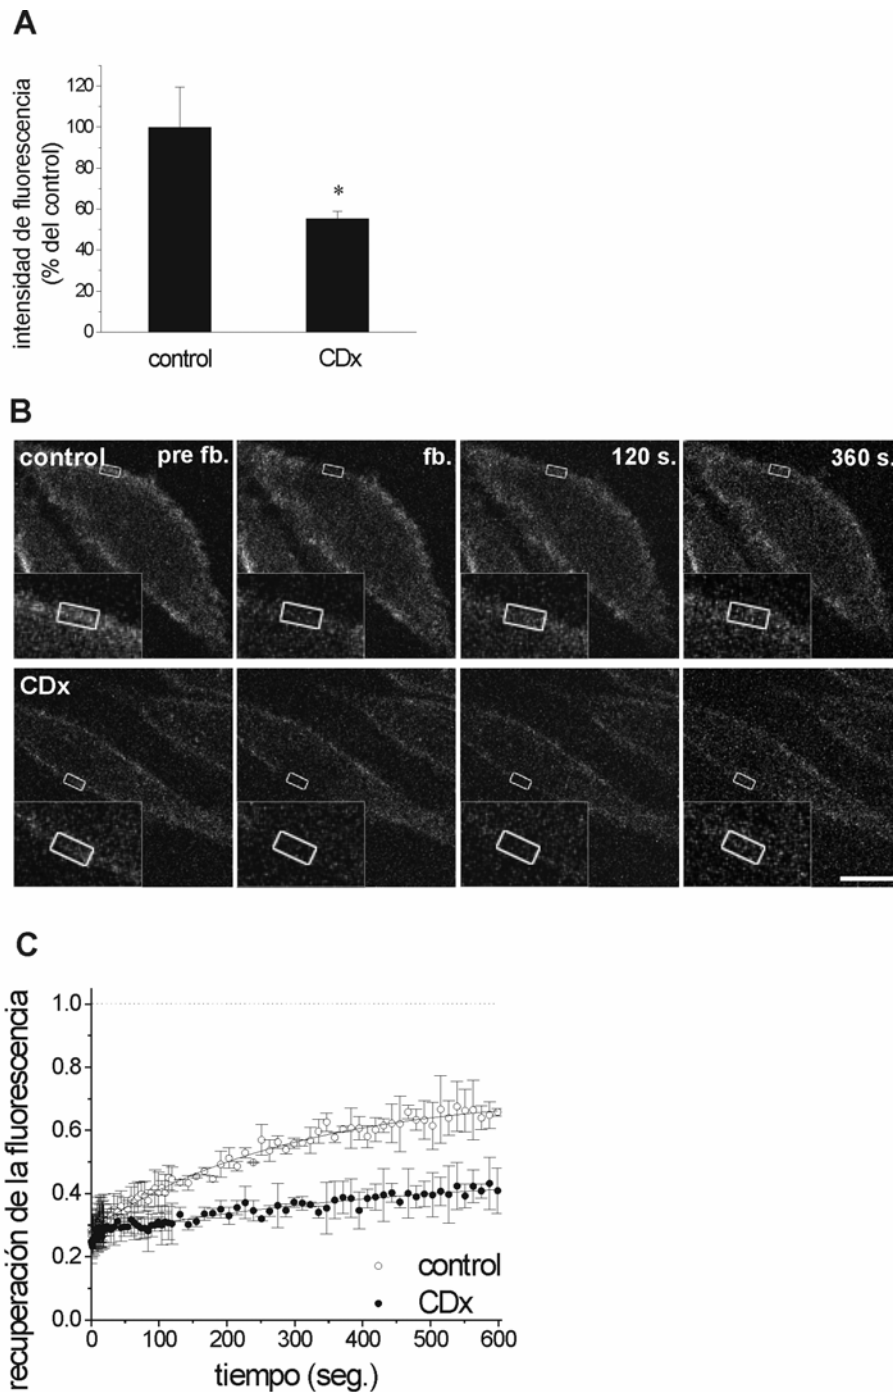 A
intensidad de fluorescencia
(% del control)
120
100
80
60
40
20
0
*
control
CDx
B
control
pre fb.
fb.
120 s.
360 s.
CDx
C
recuperación de la fluorescencia
1.0
0.8
0.6
0.4
0.2
0.0
control
CDx
0
100
200
300
400
500
600
tiempo (seg.)